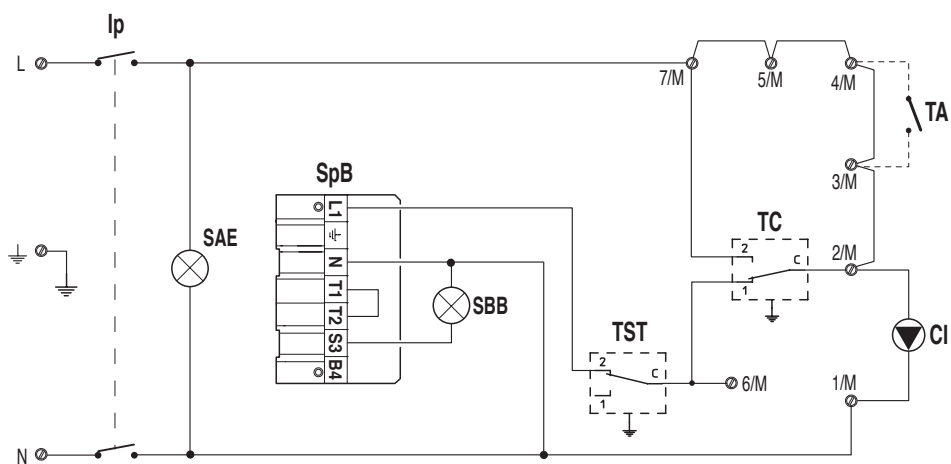 Ip
L
7/M
5/M
4/M
TA
SpB
3/M
L1
TC
SAE
N
2
C
2/M
1
T1
SBB
T2
TST
CI
S3
2
C
B4
6/M
1/M
1
N